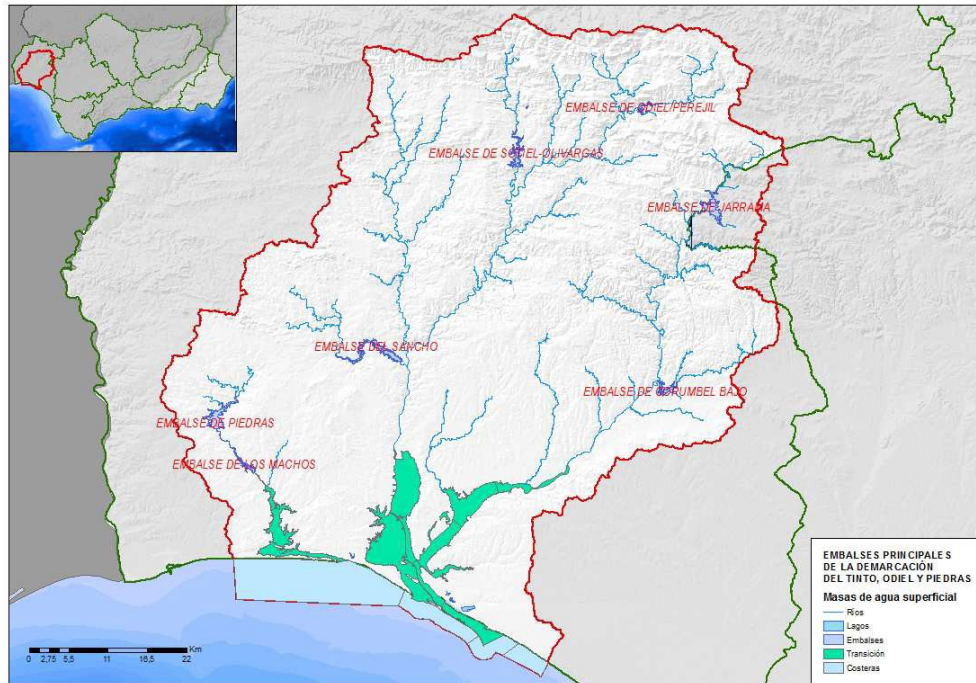 EMBALSE DE ODIEL/PEREJIL
EMBALSE DE SOTIEL-OLIVARGAS
EMBALSE DE JARRAMA
EMBALSE DEL SANCHO
EMBALSE DE CORUMBEL BAJO
EMBALSE DE PIEDRAS
EMBALSE DE LOS MACHOS
EMBALSES PRINCIPALES
DE LA DEMARCACIÓN
DEL TINTO, ODIEL Y PIEDRAS
Masas de agua superficial
Ríos
Lagos
Embalses
Transición
Costeras
Km
0 2,75 5,5 11 16,5 22